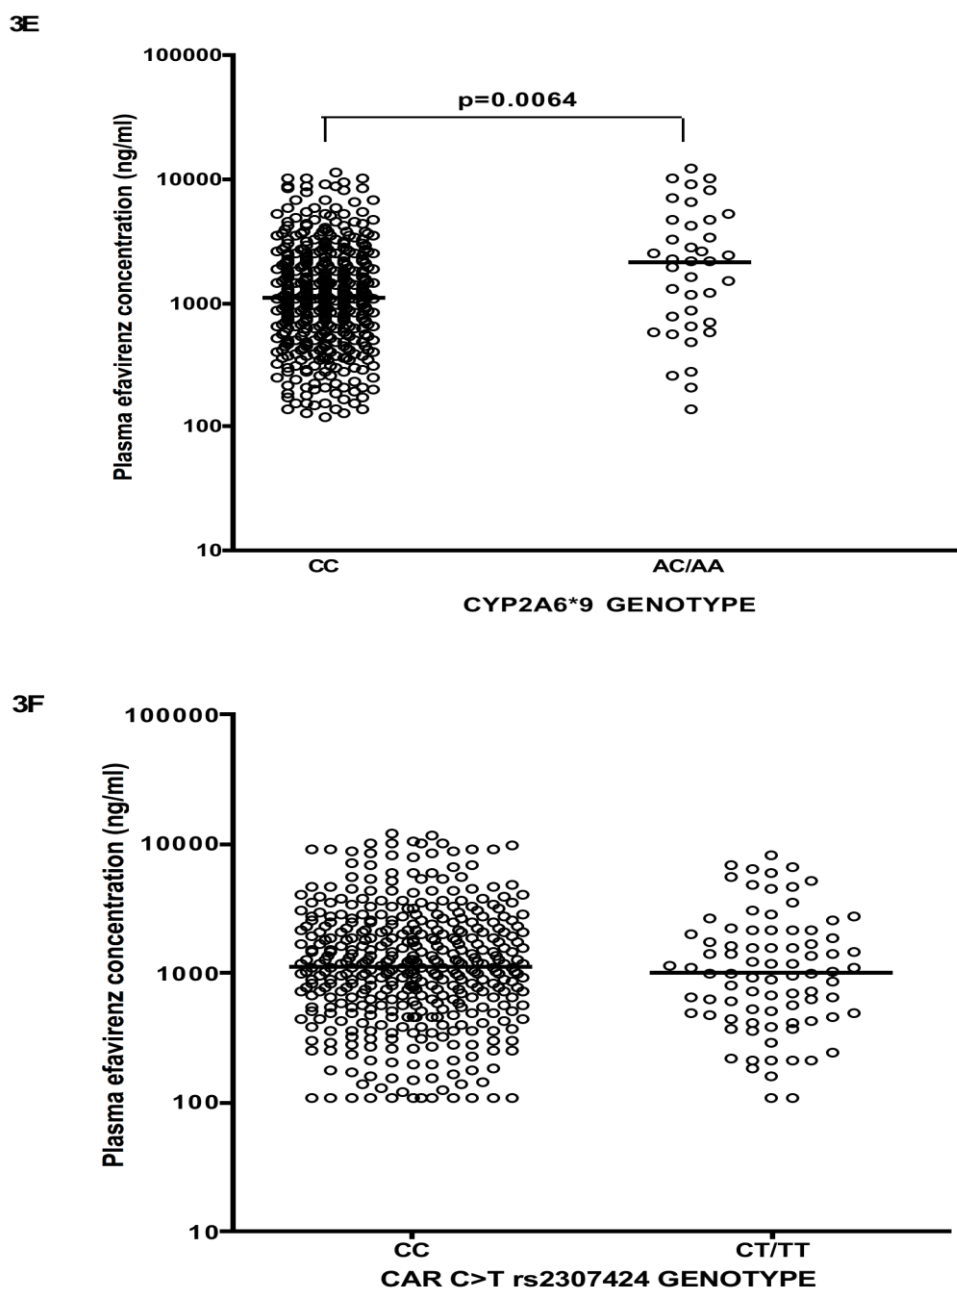 3E
100000
p=0.0064
10000
Plasma efavirenz concentration (ng/ml)
1000
100
10
CC
AC/AA
CYP2A6*9 GENOTYPE
3F
100000
10000
Plasma efavirenz concentration (ng/ml)
1000
100
10
CC
CT/TT
CAR C>T rs2307424 GENOTYPE